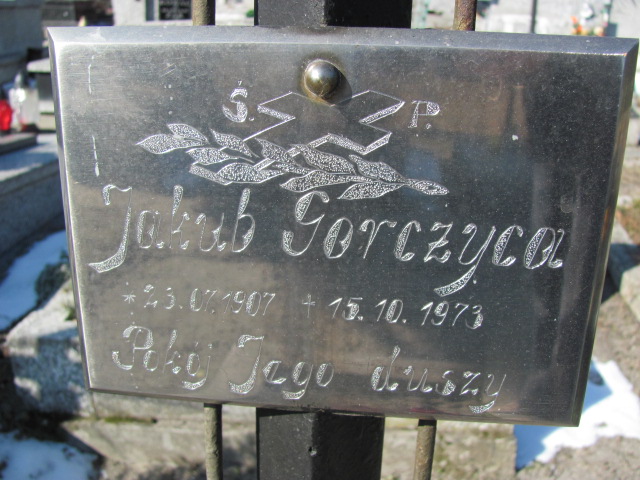 Ś. P.
Jakub Gorczyca
* 23.07.1907 + 15.10.1973
Pokój Jego duszy